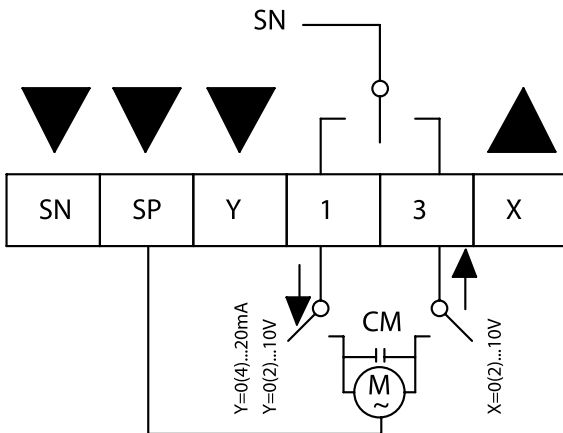 SN
SN SP Y 1 3 X
Y=0(4)...20mA
Y=0(2)...10V
CM
M
~
X=0(2)...10V